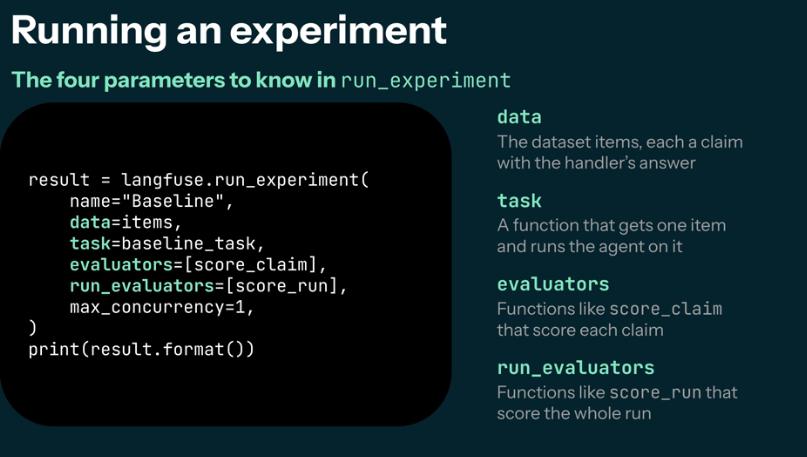 Running an experiment
The four parameters to know in run_experiment
result = langfuse.run_experiment(
    name="Baseline",
    data=items,
    task=baseline_task,
    evaluators=[score_claim],
    run_evaluators=[score_run],
    max_concurrency=1,
)
print(result.format())
data
The dataset items, each a claim
with the handler’s answer
task
A function that gets one item
and runs the agent on it
evaluators
Functions like score_claim
that score each claim
run_evaluators
Functions like score_run that
score the whole run